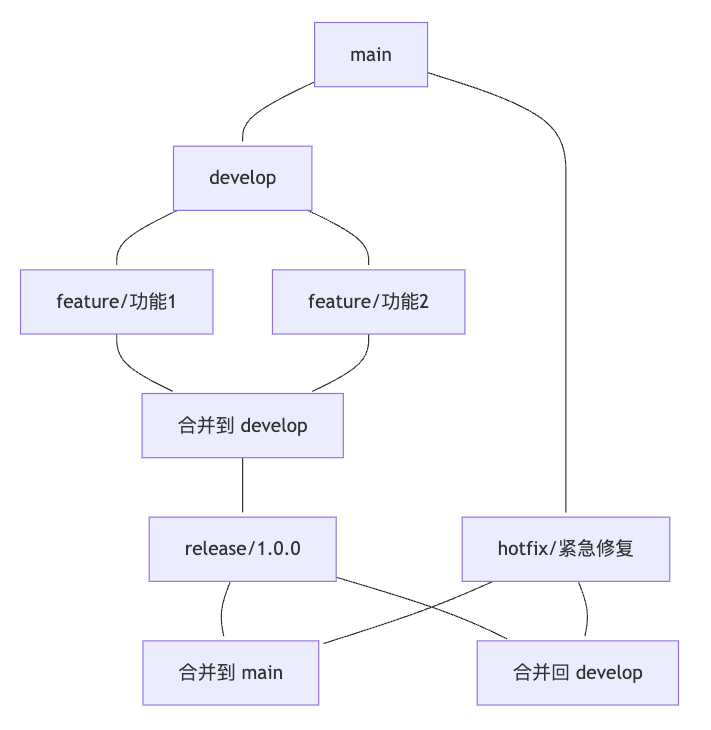 main
develop
feature/功能1
feature/功能2
合并到 develop
release/1.0.0
hotfix/紧急修复
合并到 main
合并回 develop